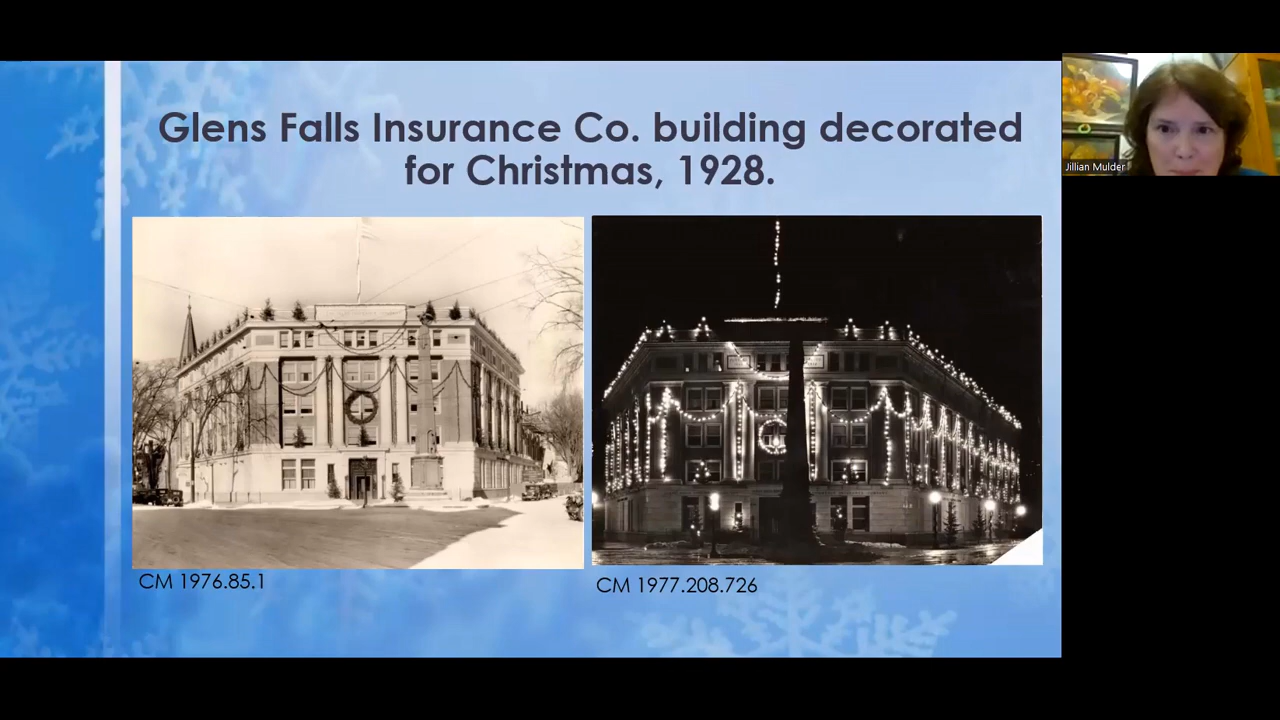 Glens Falls Insurance Co. building decorated
for Christmas, 1928.
Jillian Mulder
CM 1976.85.1
CM 1977.208.726